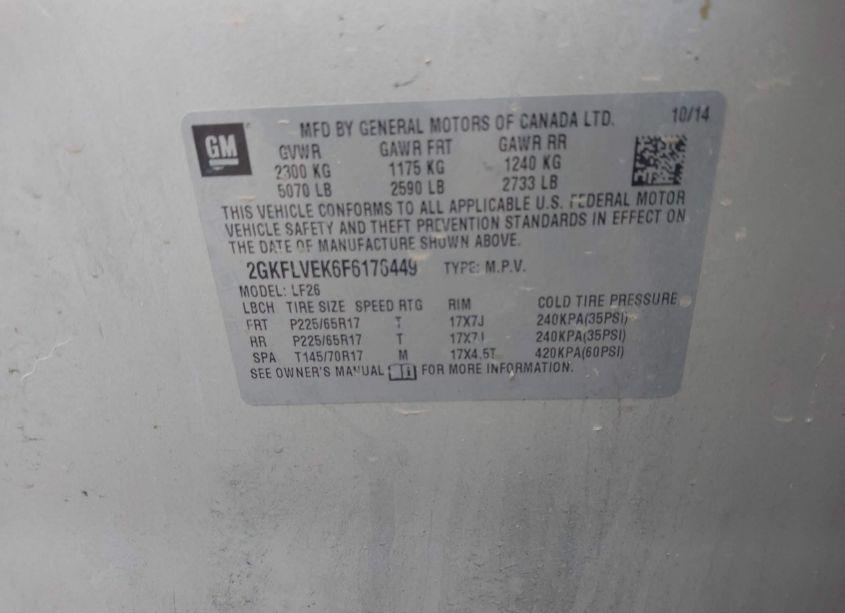 GM
MFD BY GENERAL MOTORS OF CANADA LTD. 10/14
GVWR GAWR FRT GAWR RR
2300 KG 1175 KG 1240 KG
5070 LB 2590 LB 2733 LB
THIS VEHICLE CONFORMS TO ALL APPLICABLE U.S. FEDERAL MOTOR
VEHICLE SAFETY AND THEFT PREVENTION STANDARDS IN EFFECT ON
THE DATE OF MANUFACTURE SHOWN ABOVE.
TYPE: M.P.V.
MODEL: LF26
LBCH TIRE SIZE SPEED RTG RIM COLD TIRE PRESSURE
FRT P225/65R17 T 17X7J 240KPA(35PSI)
RR P225/65R17 T 17X7J 240KPA(35PSI)
SPA T145/70R17 M 17X4.5T 420KPA(60PSI)
SEE OWNER'S MANUAL FOR MORE INFORMATION.